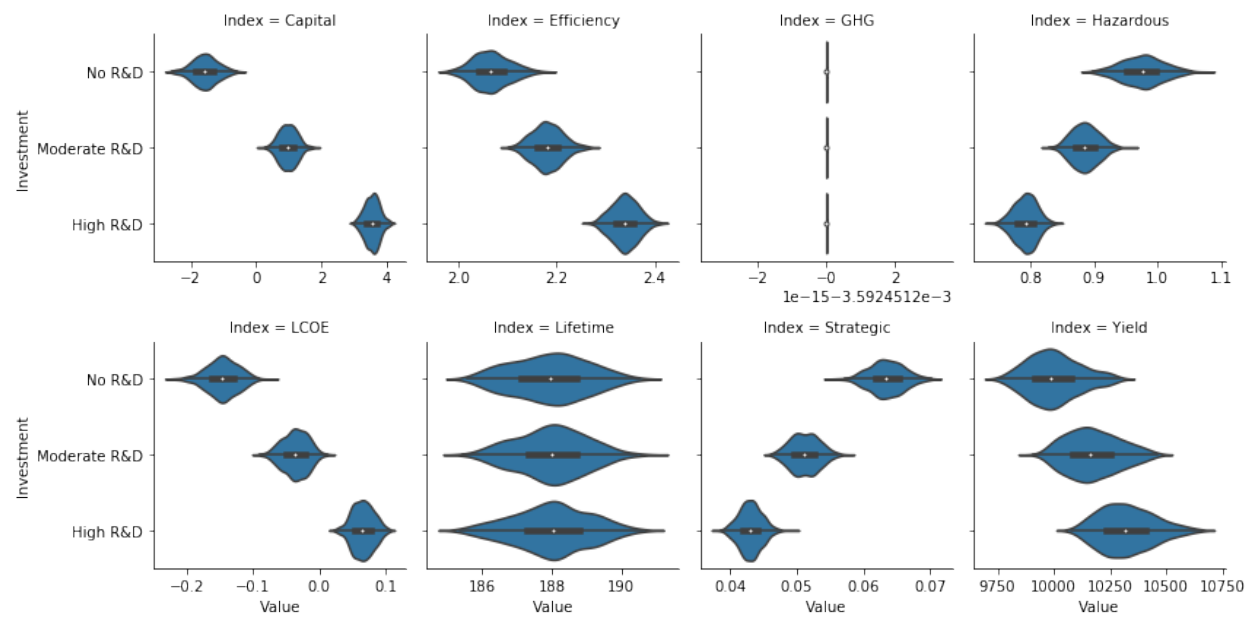 Index = Capital
Index = Efficiency
Index = GHG
Index = Hazardous
Investment
No R&D
Moderate R&D
High R&D
−2 0 2 4
2.0 2.2 2.4
−2 −0 2
1e−15−3.5924512e−3
0.8 0.9 1.0 1.1
Index = LCOE
Index = Lifetime
Index = Strategic
Index = Yield
Investment
No R&D
Moderate R&D
High R&D
−0.2 −0.1 0.0 0.1
186 188 190
0.04 0.05 0.06 0.07
9750 10000 10250 10500 10750
Value
Value
Value
Value